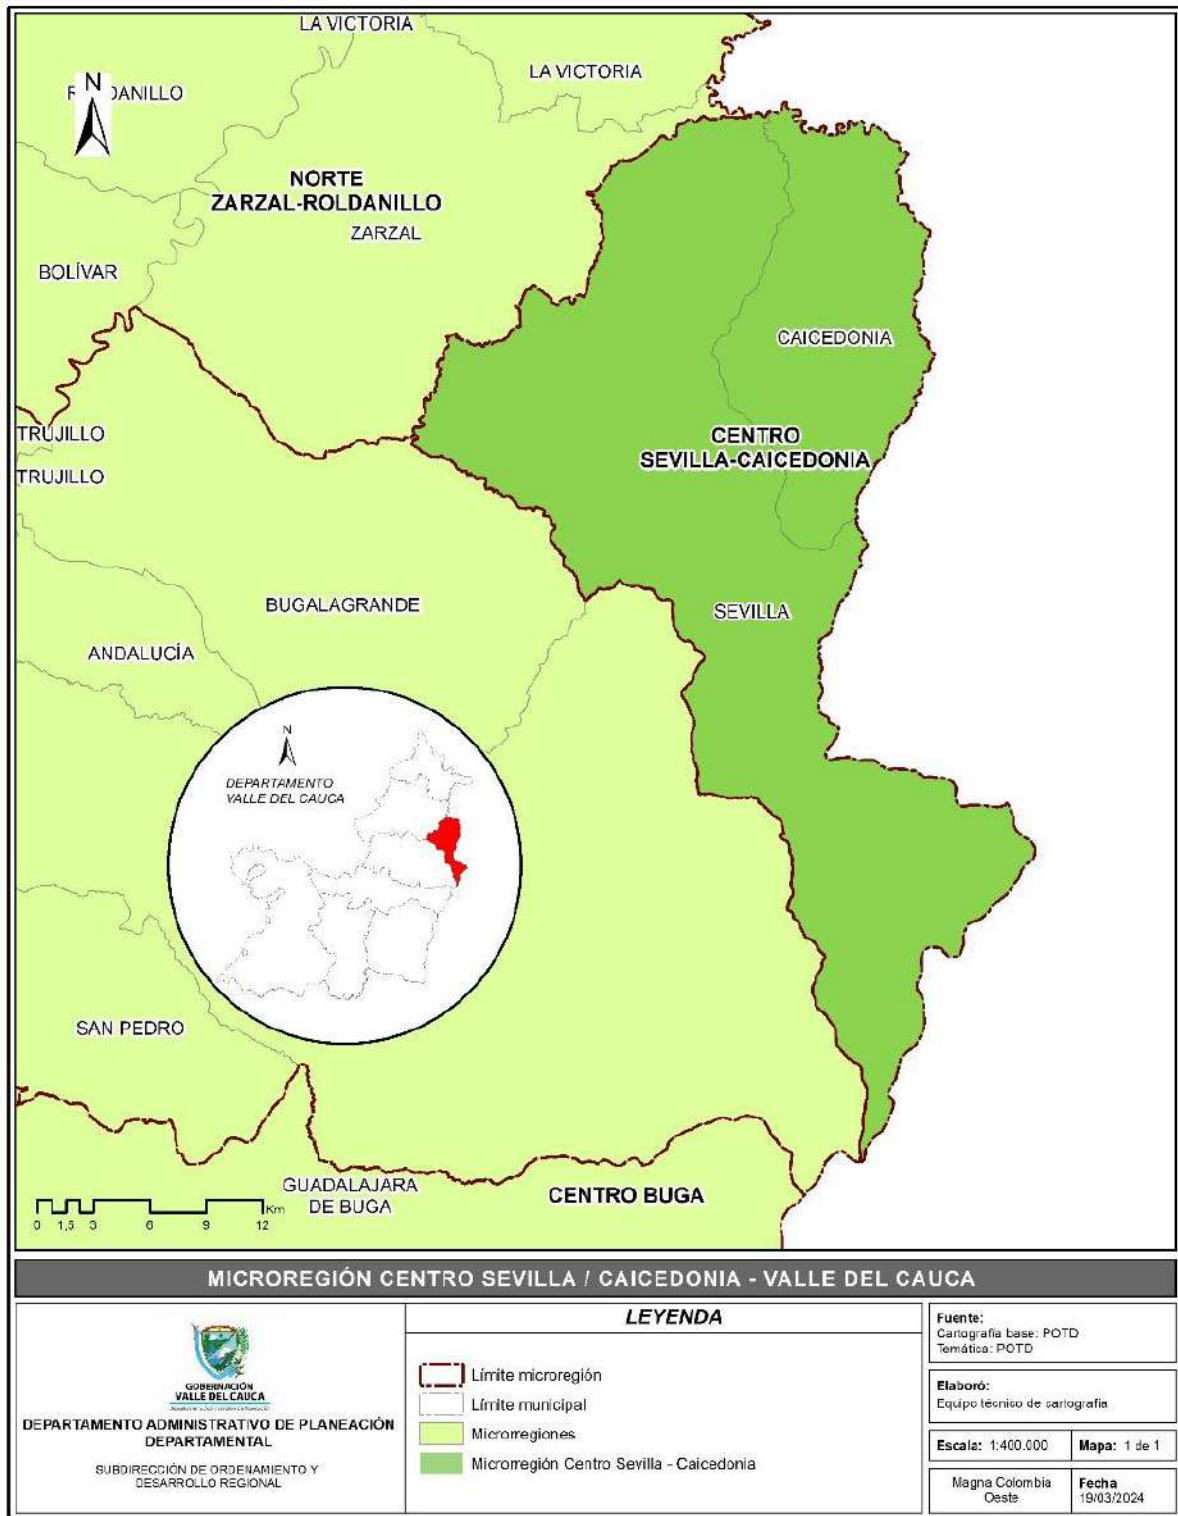 LA VICTORIA
LA VICTORIA
N
NORTE
ZARZAL-ROLDANILLO
ZARZAL
BOLÍVAR
CAICEDONIA
TRUJILLO
CENTRO
SEVILLA-CAICEDONIA
TRUJILLO
BUGALAGRANDE
SEVILLA
ANDALUCÍA
N
DEPARTAMENTO
VALLE DEL CAUCA
SAN PEDRO
GUADALAJARA
DE BUGA
CENTRO BUGA
Km
0 1,5 3 6 9 12
MICROREGIÓN CENTRO SEVILLA / CAICEDONIA - VALLE DEL CAUCA
GOBERNACIÓN
VALLE DEL CAUCA
DEPARTAMENTO ADMINISTRATIVO DE PLANEACIÓN
DEPARTAMENTAL
SUBDIRECCIÓN DE ORDENAMIENTO Y
DESARROLLO REGIONAL
LEYENDA
Límite microregión
Límite municipal
Microrregiones
Microrregión Centro Sevilla - Caicedonia
Fuente:
Cartografía base: POTD
Temática: POTD
Elaboró:
Equipo técnico de cartografía
Escala: 1:400.000
Mapa: 1 de 1
Magna Colombia
Oeste
Fecha
19/03/2024